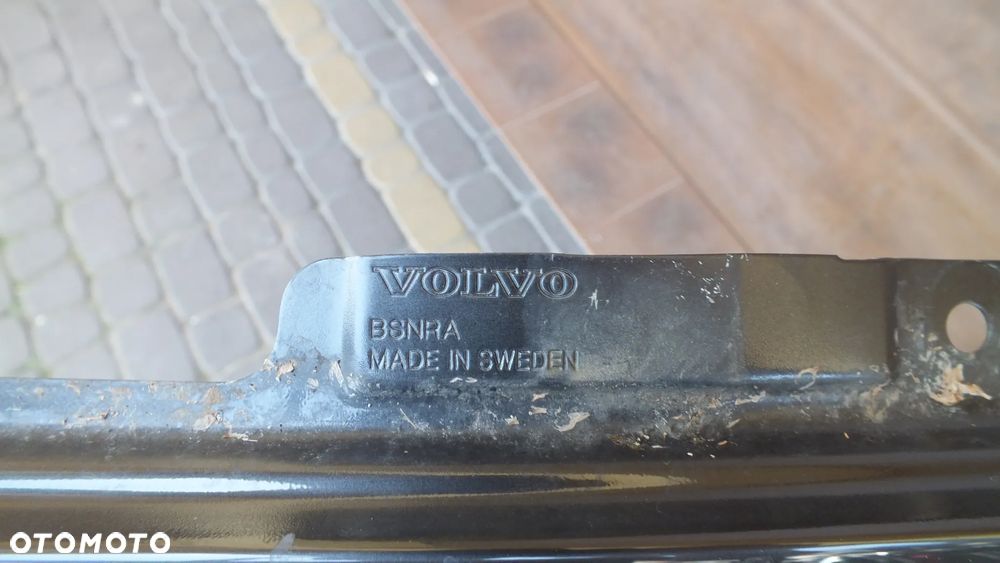 VOLVO
BSNRA
MADE IN SWEDEN
OTOMOTO